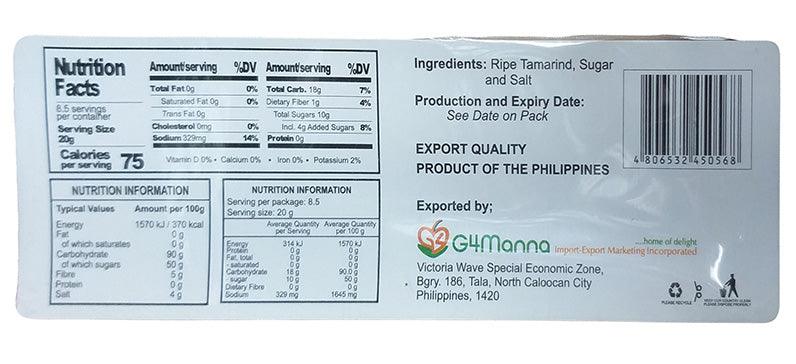 Nutrition
Facts
8.5 servings
per container
Serving Size
20g
Calories
per serving 75
Amount/serving %DV
Total Fat 0g 0%
Saturated Fat 0g 0%
Trans Fat 0g
Cholesterol 0mg 0%
Sodium 329mg 14%
Amount/serving %DV
Total Carb. 18g 7%
Dietary Fiber 1g 4%
Total Sugars 10g
Incl. 4g Added Sugars 8%
Protein 0g
Vitamin D 0% • Calcium 0% • Iron 0% • Potassium 2%
NUTRITION INFORMATION
Typical Values Amount per 100g
Energy 1570 kJ / 370 kcal
Fat 0 g
of which saturates 0 g
Carbohydrate 90 g
of which sugars 50 g
Fibre 5 g
Protein 0 g
Salt 4 g
NUTRITION INFORMATION
Serving per package: 8.5
Serving size: 20 g
Average Quantity Average Quantity
per Serving per 100 g
Energy 314 kJ 1570 kJ
Protein 0 g 0 g
Fat, total 0 g 0 g
- saturated 0 g 0 g
Carbohydrate 18 g 90.0 g
- sugar 10 g 50 g
Dietary Fibre 0 g 0 g
Sodium 329 mg 1645 mg
Ingredients: Ripe Tamarind, Sugar
and Salt
Production and Expiry Date:
See Date on Pack
EXPORT QUALITY
PRODUCT OF THE PHILIPPINES
Exported by;
G4Manna
....home of delight
Import-Export Marketing Incorporated
Victoria Wave Special Economic Zone,
Bgry. 186, Tala, North Caloocan City
Philippines, 1420
4 806532 450568
PLEASE RECYCLE
KEEP OUR COUNTRY CLEAN
PLEASE DISPOSE PROPERLY